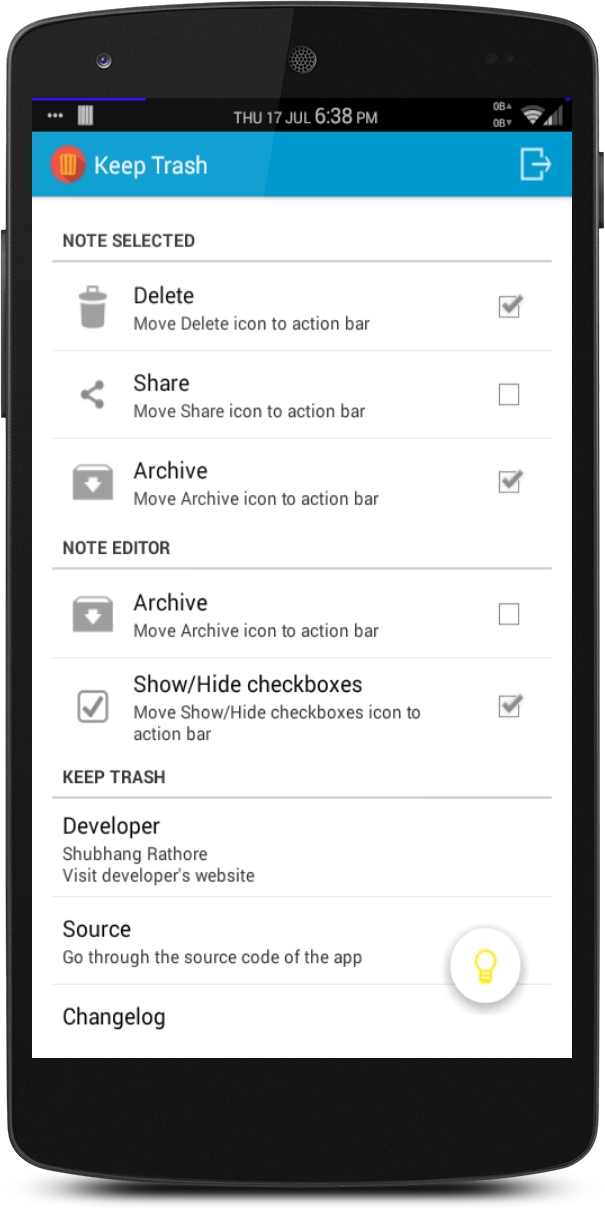 THU 17 JUL 6:38 PM
0B
0B
Keep Trash
NOTE SELECTED
Delete
Move Delete icon to action bar
Share
Move Share icon to action bar
Archive
Move Archive icon to action bar
NOTE EDITOR
Archive
Move Archive icon to action bar
Show/Hide checkboxes
Move Show/Hide checkboxes icon to
action bar
KEEP TRASH
Developer
Shubhang Rathore
Visit developer's website
Source
Go through the source code of the app
Changelog